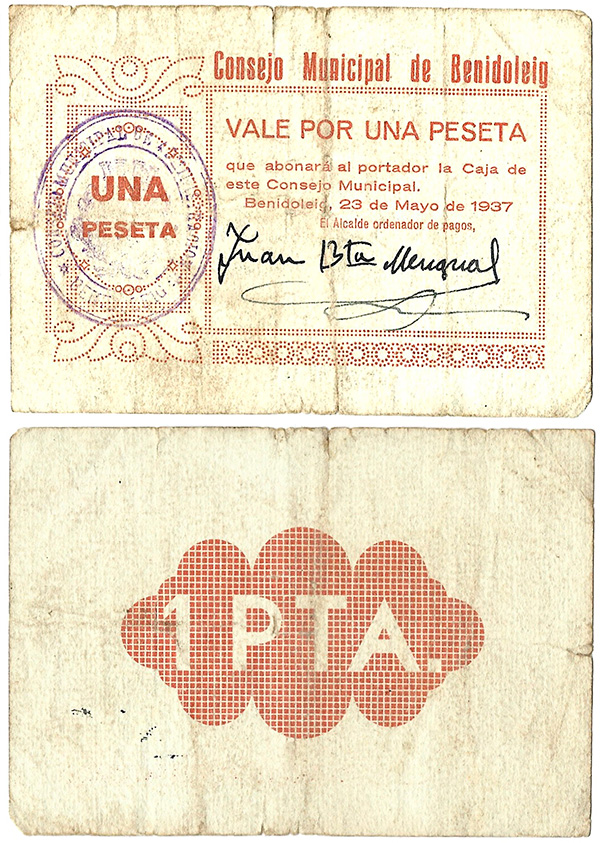 Consejo Municipal de Benidoleig
VALE POR UNA PESETA
que abonará al portador la Caja de
este Consejo Municipal.
Benidoleig, 23 de Mayo de 1937
El Alcalde ordenador de pagos,
Juan Bta Mengual
UNA
PESETA
1 PTA.